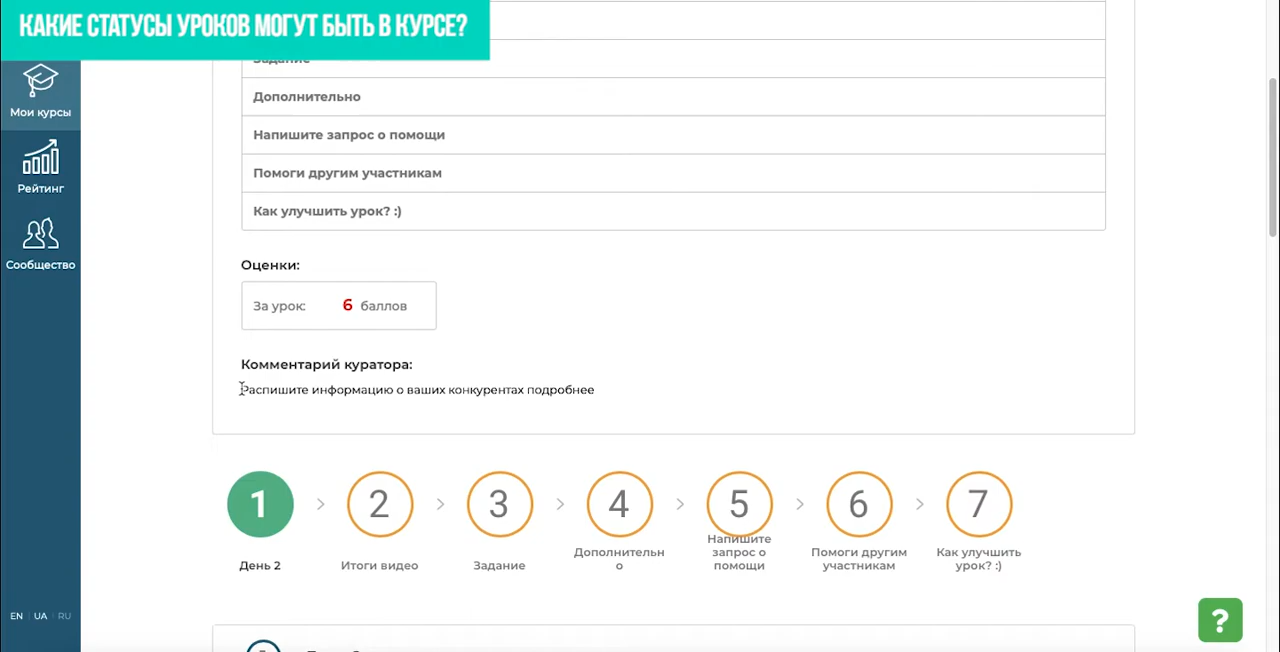 КАКИЕ СТАТУСЫ УРОКОВ МОГУТ БЫТЬ В КУРСЕ?
Мои курсы
Рейтинг
Сообщество
EN UA RU
Задание
Дополнительно
Напишите запрос о помощи
Помоги другим участникам
Как улучшить урок? :)
Оценки:
За урок: 6 баллов
Комментарий куратора:
Распишите информацию о ваших конкурентах подробнее
1 > 2 > 3 > 4 > 5 > 6 > 7
День 2
Итоги видео
Задание
Дополнительн
о
Напишите
запрос о
помощи
Помоги другим
участникам
Как улучшить
урок? :)
?